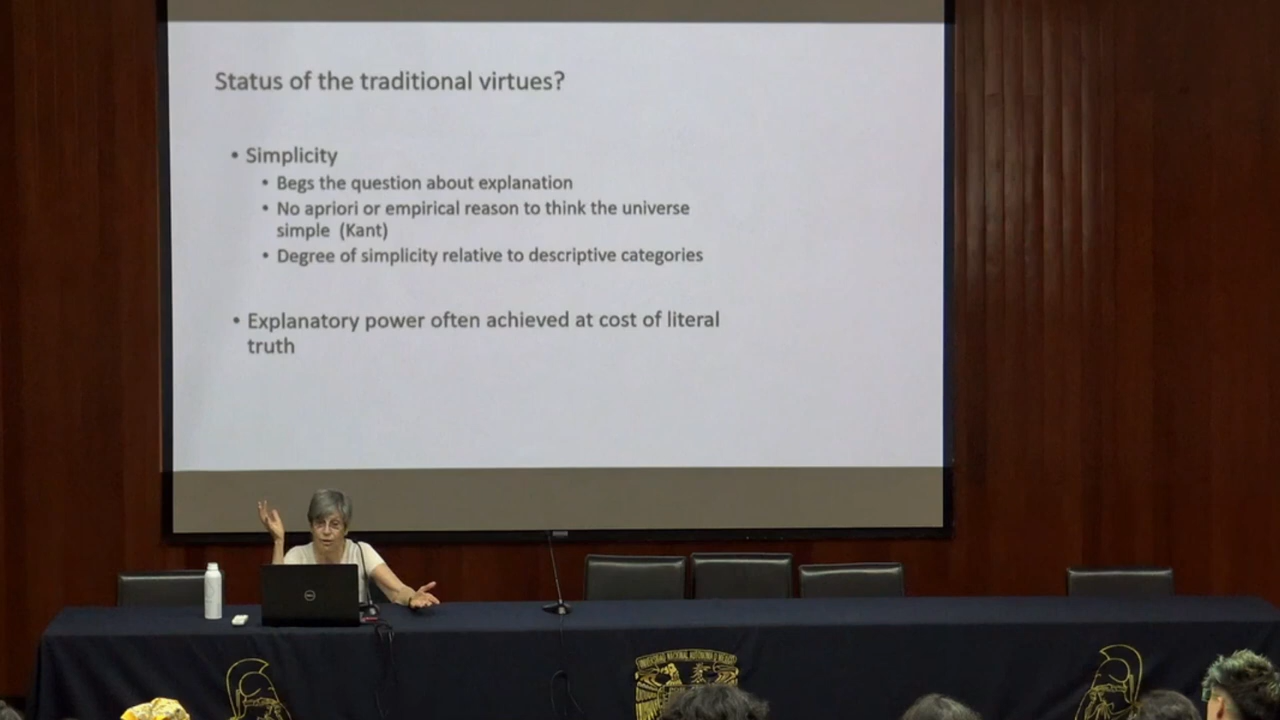 Status of the traditional virtues?
• Simplicity
• Begs the question about explanation
• No apriori or empirical reason to think the universe
simple (Kant)
• Degree of simplicity relative to descriptive categories
• Explanatory power often achieved at cost of literal
truth
DELL